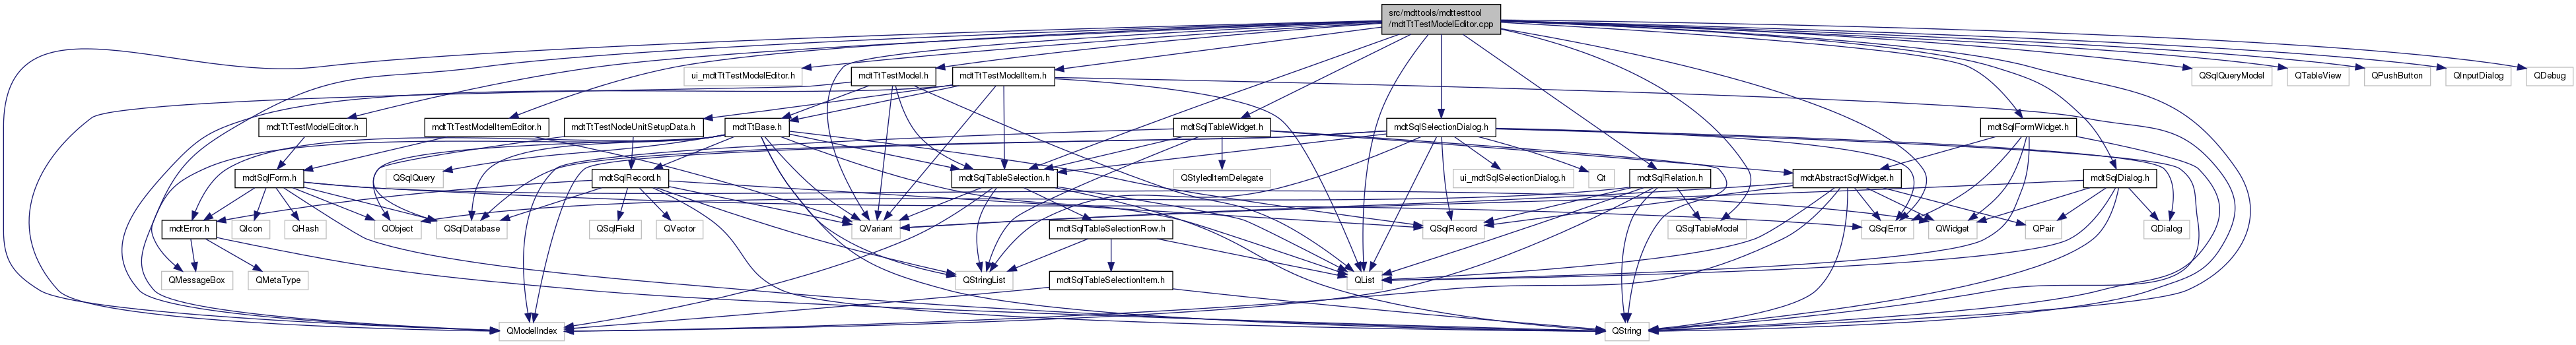 src/mdttools/mdttesttool
/mdtTtTestModelEditor.cpp
ui_mdtTtTestModelEditor.h
mdtTtTestModel.h
mdtTtTestModelItem.h
QSqlQueryModel
QTableView
QPushButton
QInputDialog
QDebug
mdtTtTestModelEditor.h
mdtTtTestModelItemEditor.h
mdtTtTestNodeUnitSetupData.h
mdtTtBase.h
mdtSqlTableWidget.h
mdtSqlSelectionDialog.h
mdtSqlFormWidget.h
mdtSqlForm.h
QSqlQuery
mdtSqlRecord.h
mdtSqlTableSelection.h
QStyledItemDelegate
ui_mdtSqlSelectionDialog.h
Qt
mdtSqlRelation.h
mdtAbstractSqlWidget.h
mdtSqlDialog.h
mdtError.h
QIcon
QHash
QObject
QSqlDatabase
QSqlField
QVector
QVariant
mdtSqlTableSelectionRow.h
QSqlRecord
QSqlTableModel
QSqlError
QWidget
QPair
QDialog
QMessageBox
QMetaType
QStringList
mdtSqlTableSelectionItem.h
QList
QModelIndex
QString